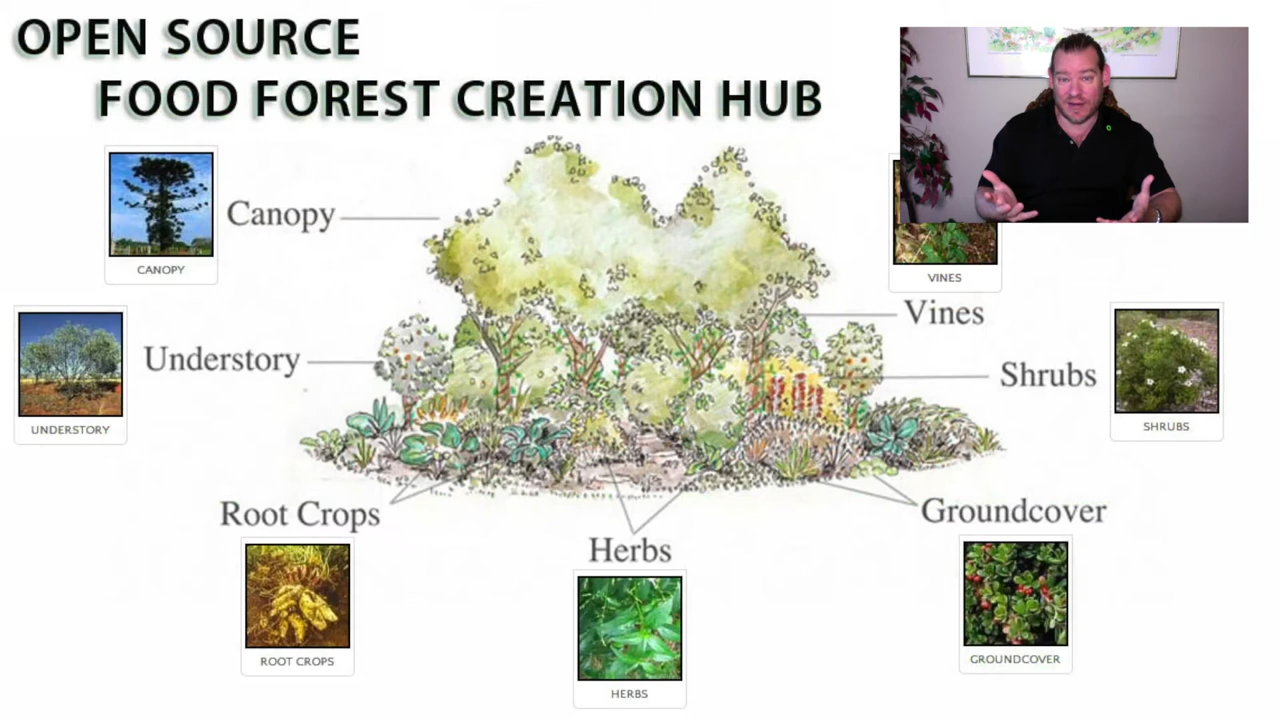 OPEN SOURCE
FOOD FOREST CREATION HUB
CANOPY
Canopy
VINES
Vines
UNDERSTORY
Understory
Shrubs
SHRUBS
Root Crops
ROOT CROPS
Herbs
HERBS
Groundcover
GROUNDCOVER